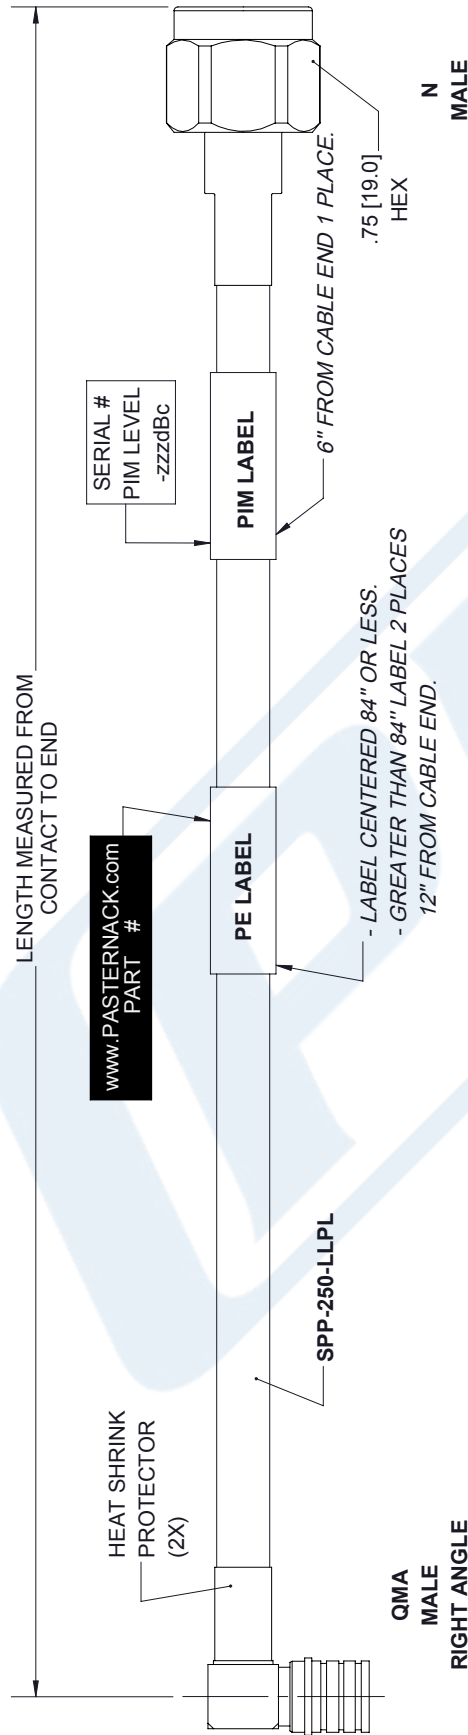 LENGTH MEASURED FROM
CONTACT TO END
HEAT SHRINK
PROTECTOR
(2X)
www.PASTERNACK.com
PART #
SERIAL #
PIM LEVEL
-zzzdBc
PE LABEL
PIM LABEL
SPP-250-LLPL
- LABEL CENTERED 84" OR LESS.
- GREATER THAN 84" LABEL 2 PLACES
12" FROM CABLE END.
6" FROM CABLE END 1 PLACE.
.75 [19.0]
HEX
QMA
MALE
RIGHT ANGLE
N
MALE